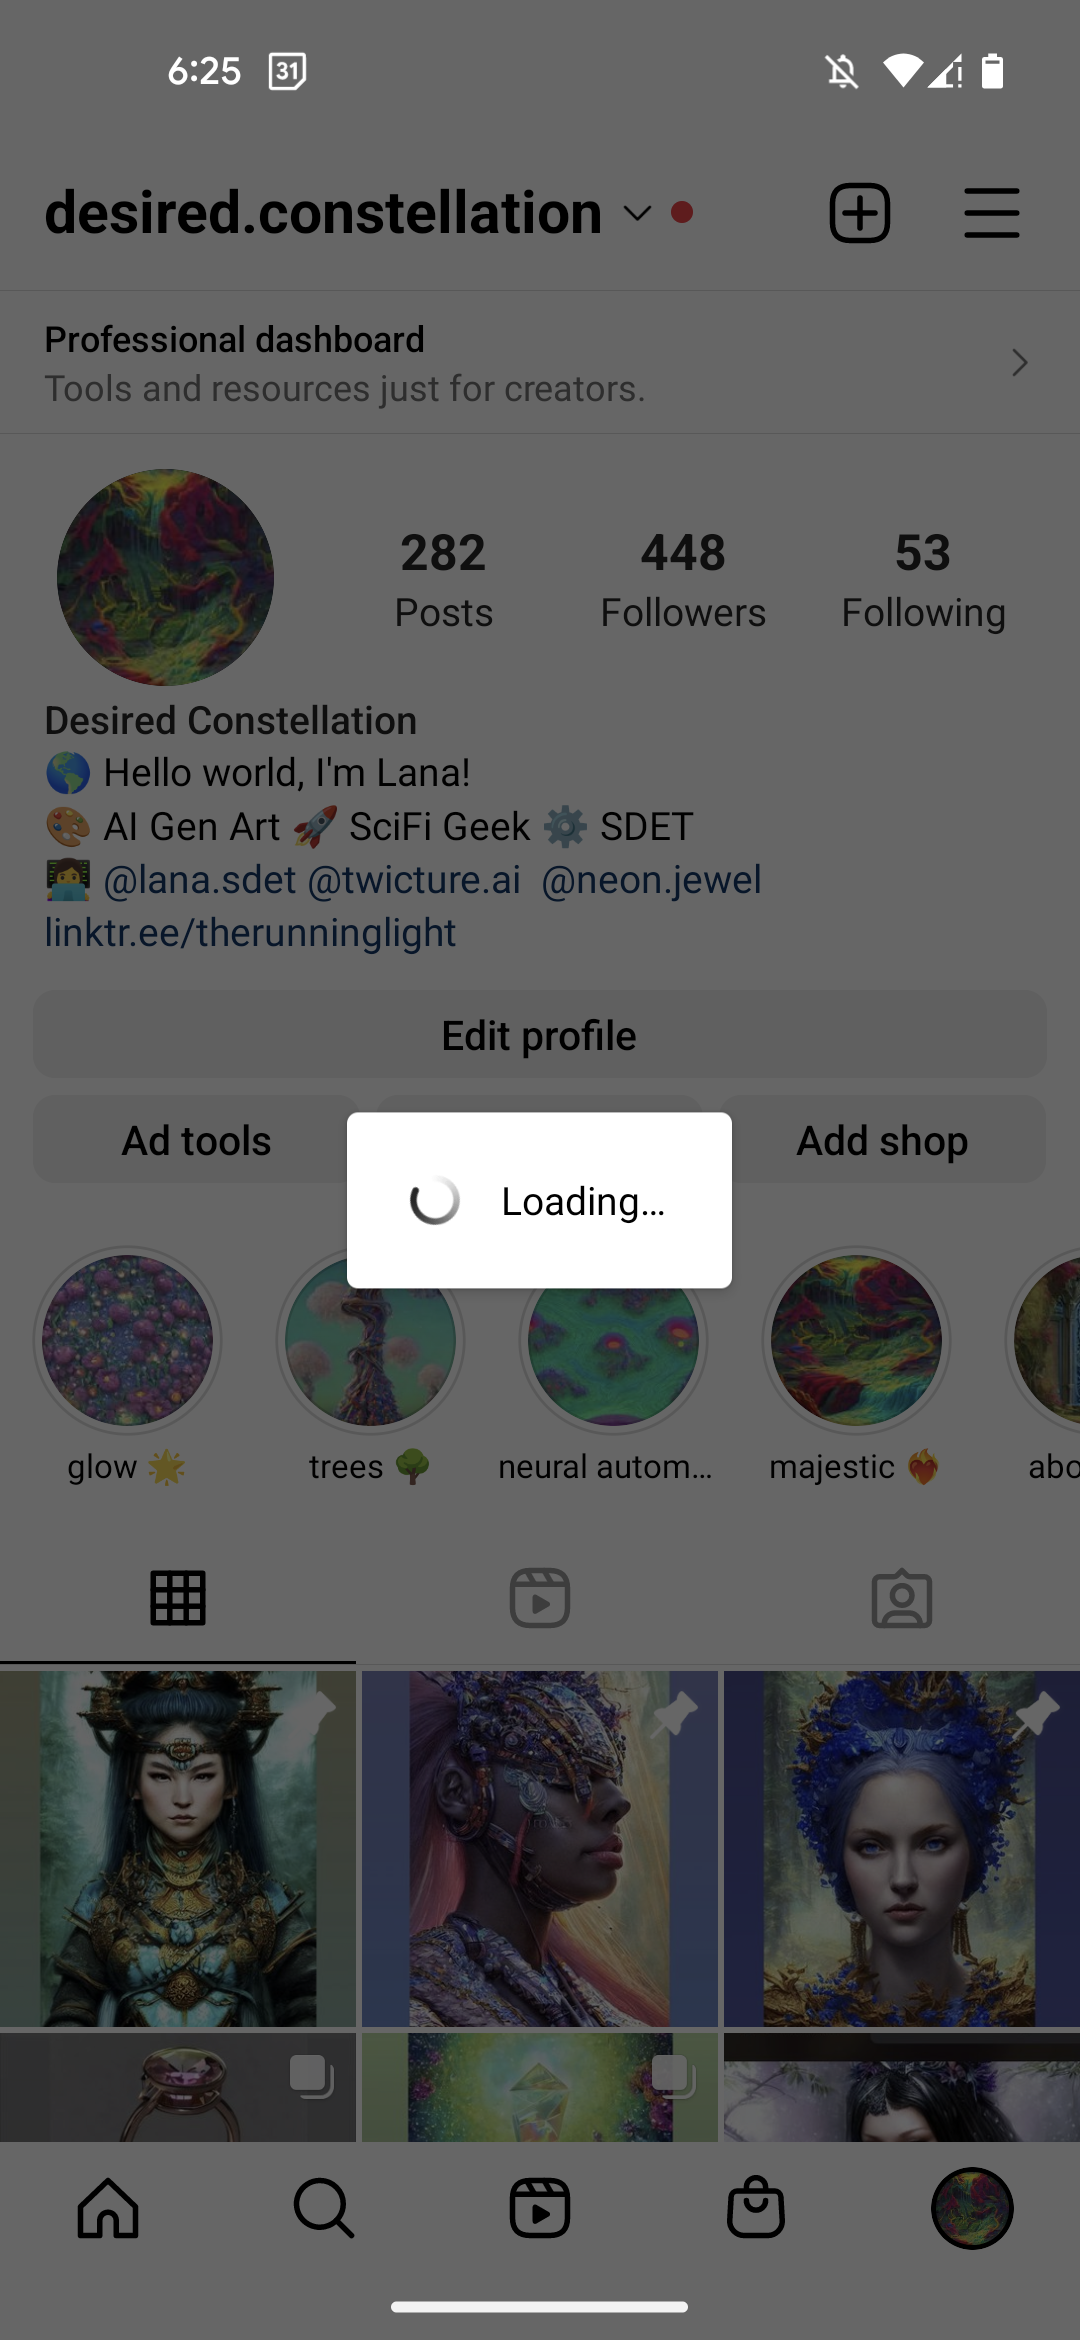 6:25 31
desired.constellation
Professional dashboard
Tools and resources just for creators.
282 448 53
Posts Followers Following
Desired Constellation
🌎 Hello world, I'm Lana!
🎨 AI Gen Art 🚀 SciFi Geek ⚙️ SDET
👩‍💻 @lana.sdet @twicture.ai @neon.jewel
linktr.ee/therunninglight
Edit profile
Ad tools Add shop
Loading...
glow 🌟 trees 🌳 neural autom... majestic ❤️‍🔥 abo